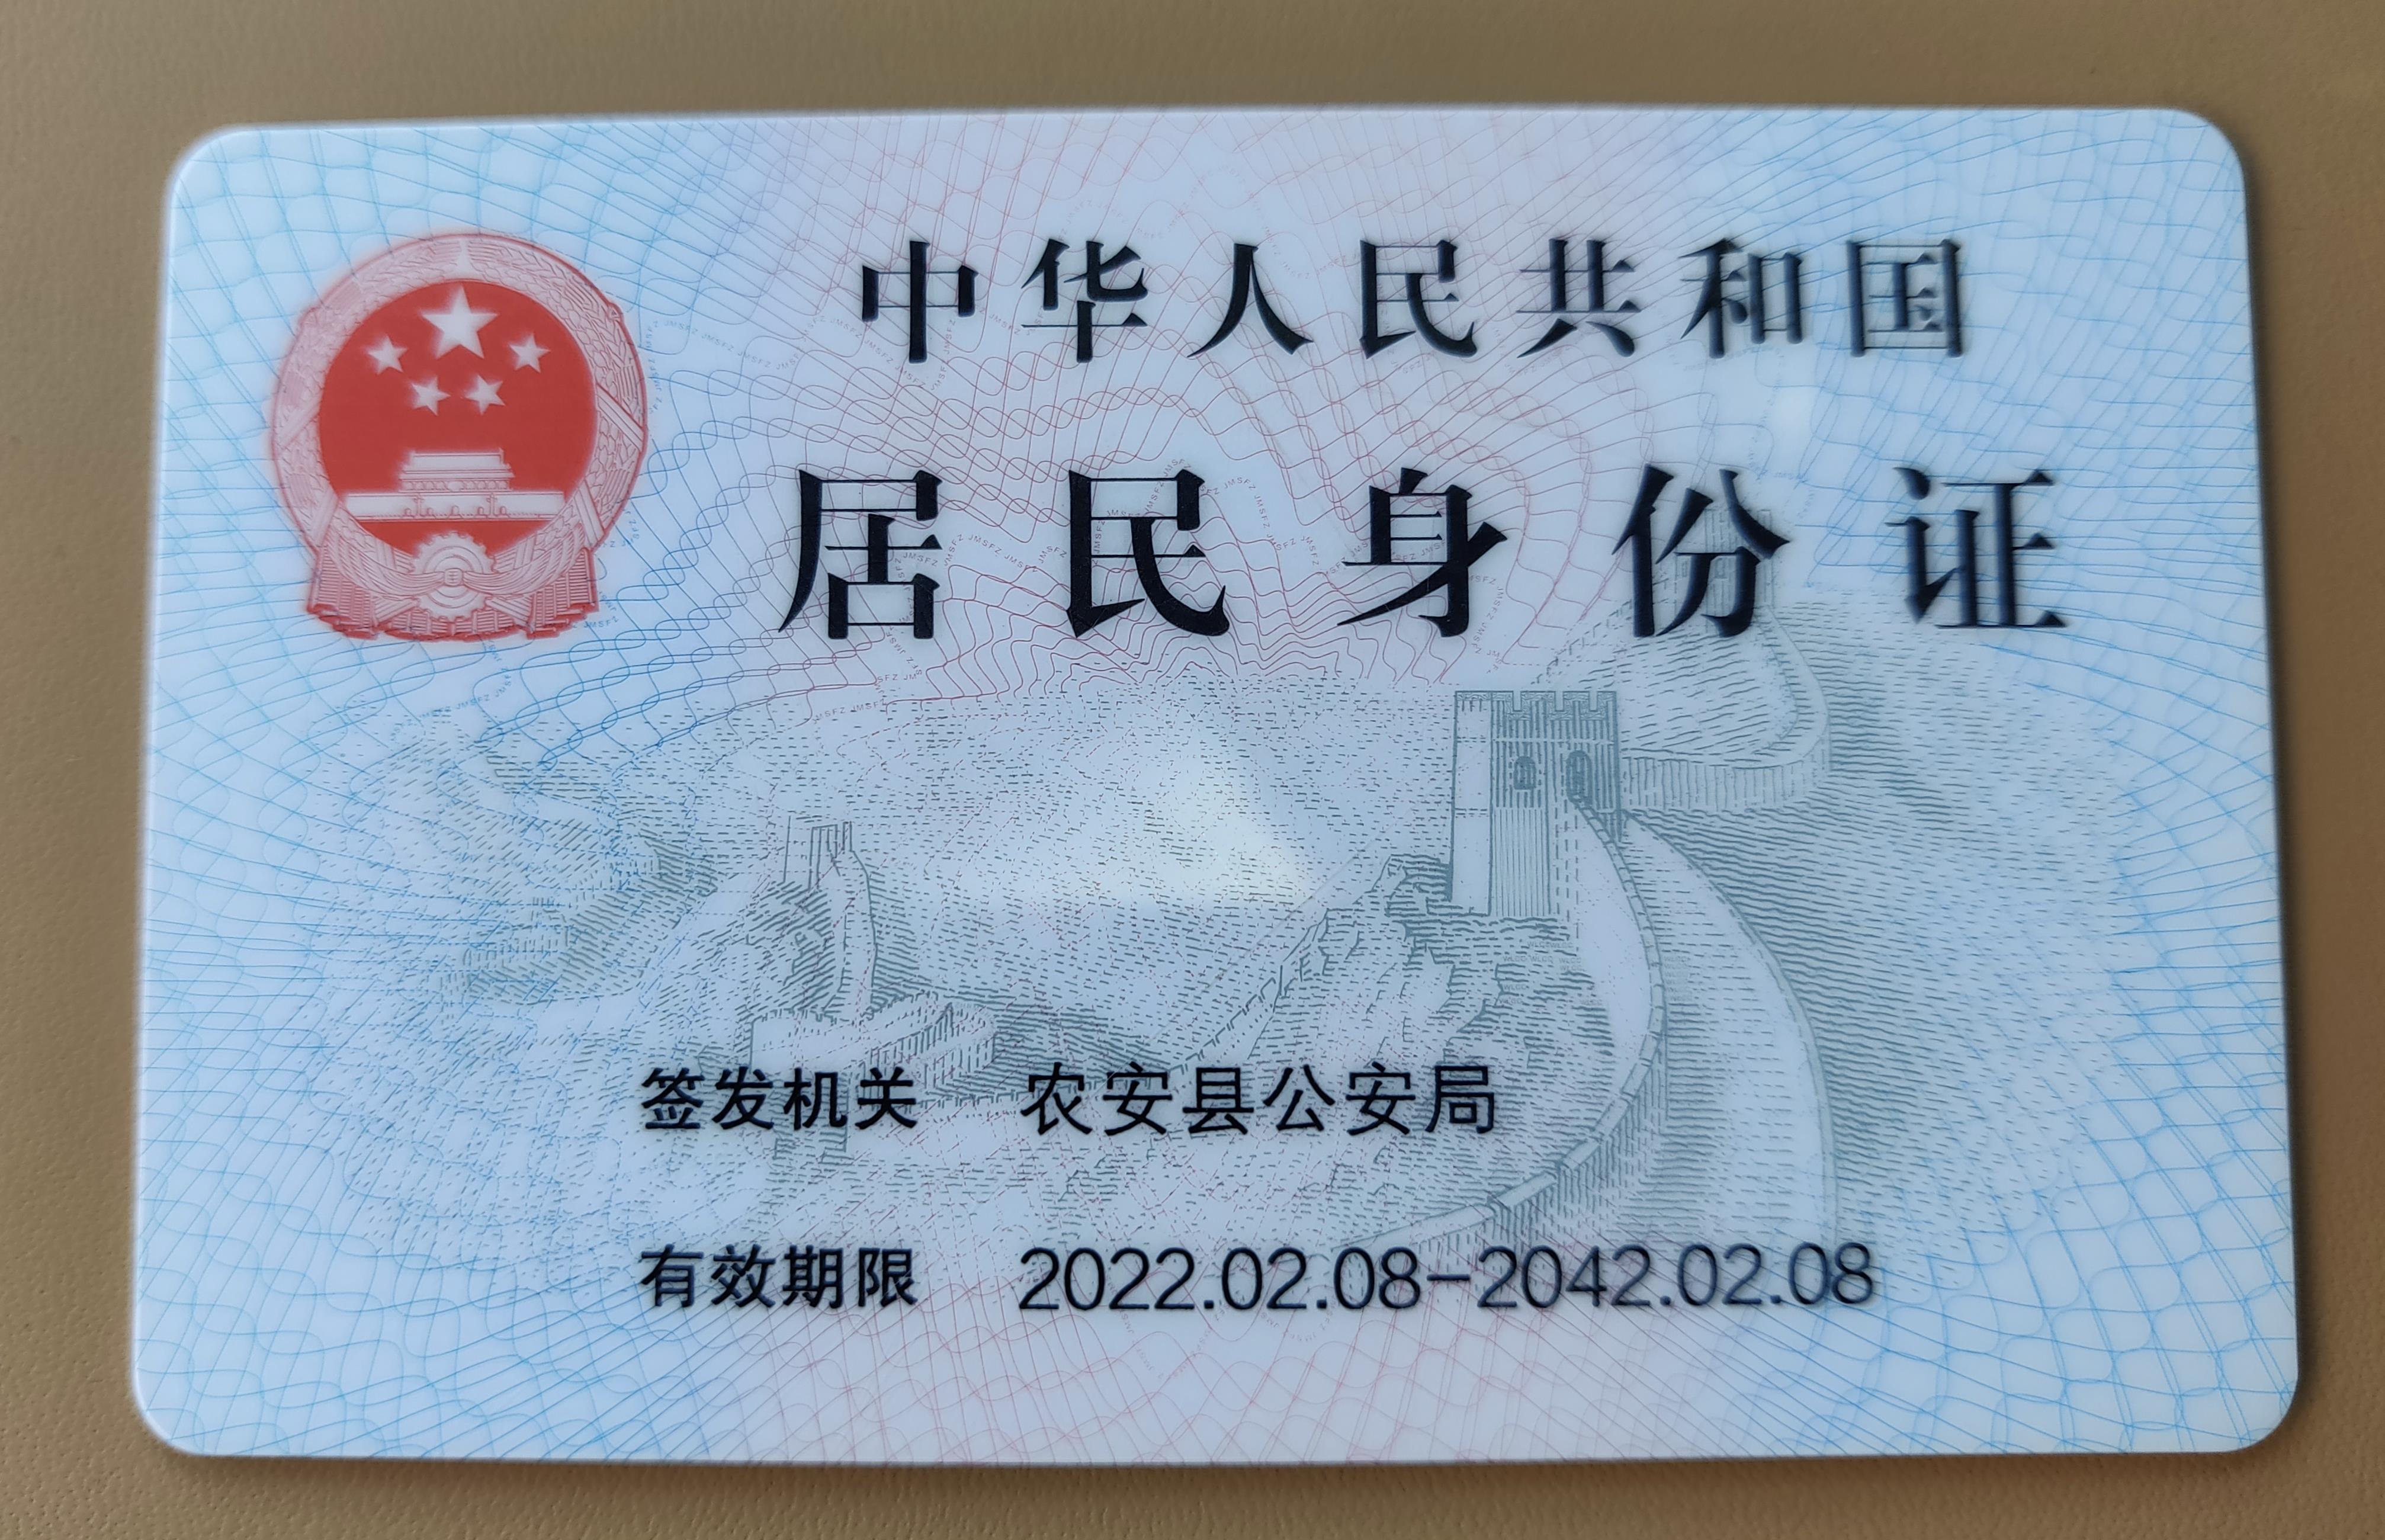 中华人民共和国
居民身份证
签发机关 农安县公安局
有效期限 2022.02.08-2042.02.08